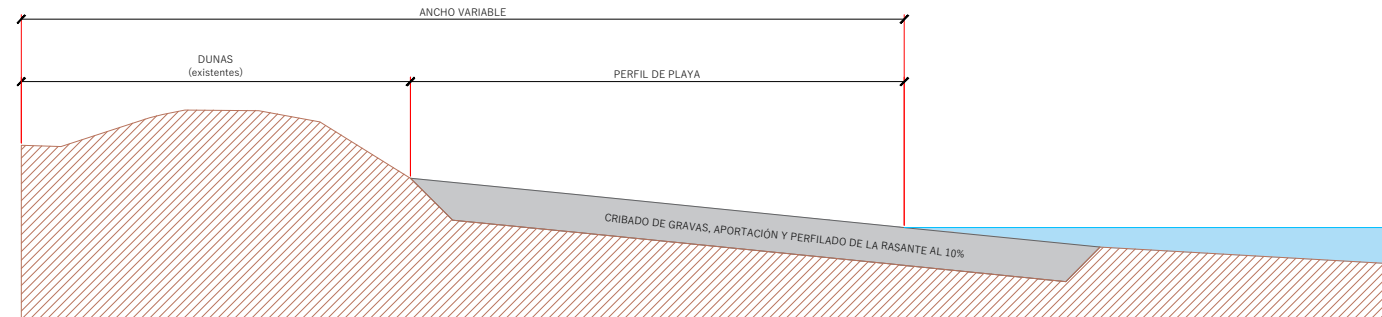 ANCHO VARIABLE
DUNAS
(existentes)
PERFIL DE PLAYA
CRIBADO DE GRAVAS, APORTACIÓN Y PERFILADO DE LA RASANTE AL 10%